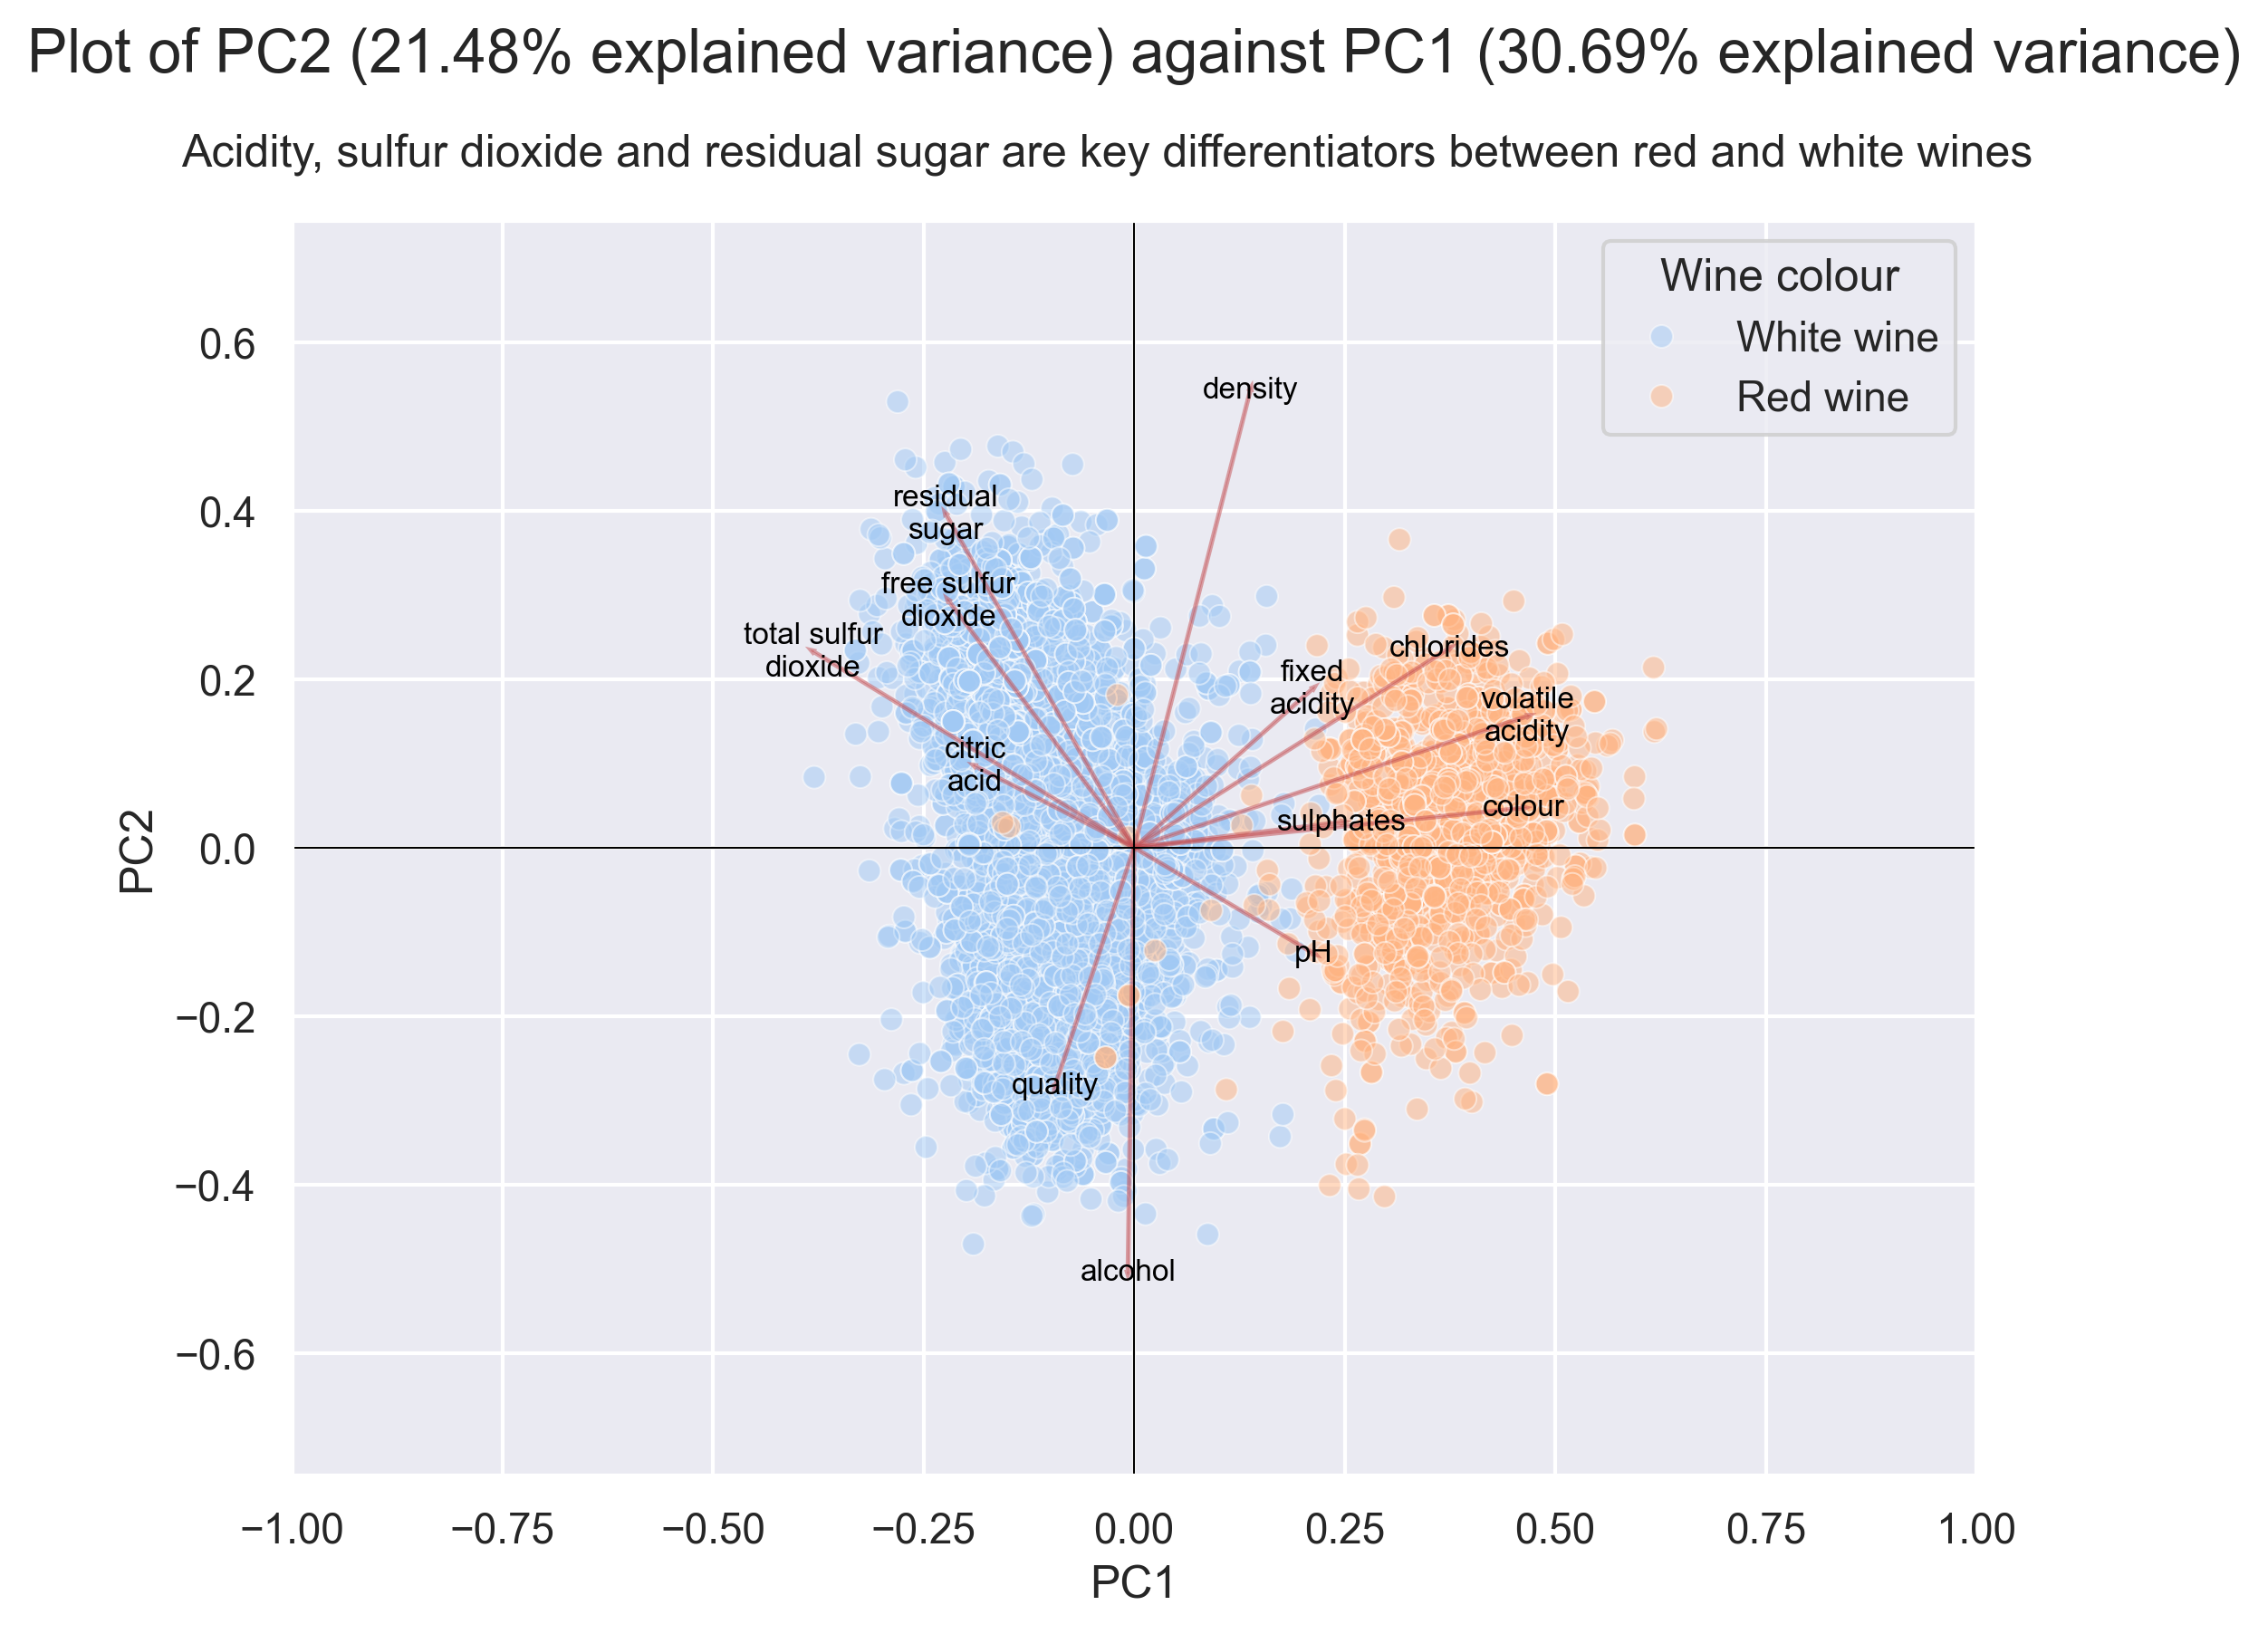 Plot of PC2 (21.48% explained variance) against PC1 (30.69% explained variance)
Acidity, sulfur dioxide and residual sugar are key differentiators between red and white wines
Wine colour
White wine
Red wine
0.6
0.4
0.2
0.0
−0.2
−0.4
−0.6
PC2
density
residual
sugar
free sulfur
dioxide
total sulfur
dioxide
citric
acid
fixed
acidity
chlorides
volatile
acidity
colour
sulphates
pH
quality
alcohol
−1.00
−0.75
−0.50
−0.25
0.00
0.25
0.50
0.75
1.00
PC1